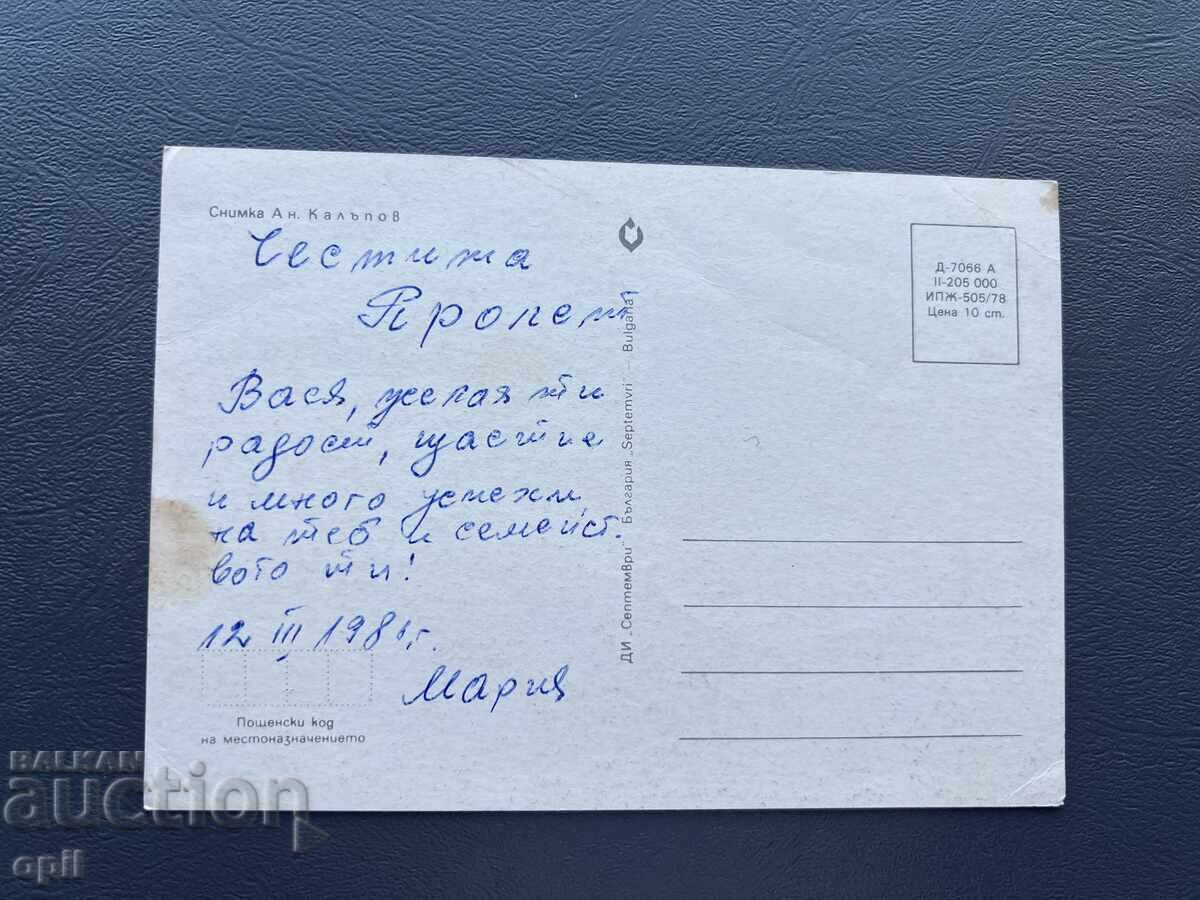 Снимка Ан. Калъпов
Честита
Пролет
Вася, желая ти
радост, щастие
и много успехи
на теб и семейст.
вото ти!
12 III 1981г.
Мария
Пощенски код
на местоназначението
ДИ „Септември“ — България „Septemvri“ — Bulgaria
Д-7066 А
II-205 000
ИПЖ-505/78
Цена 10 ст.
BALKAN
auction
opil